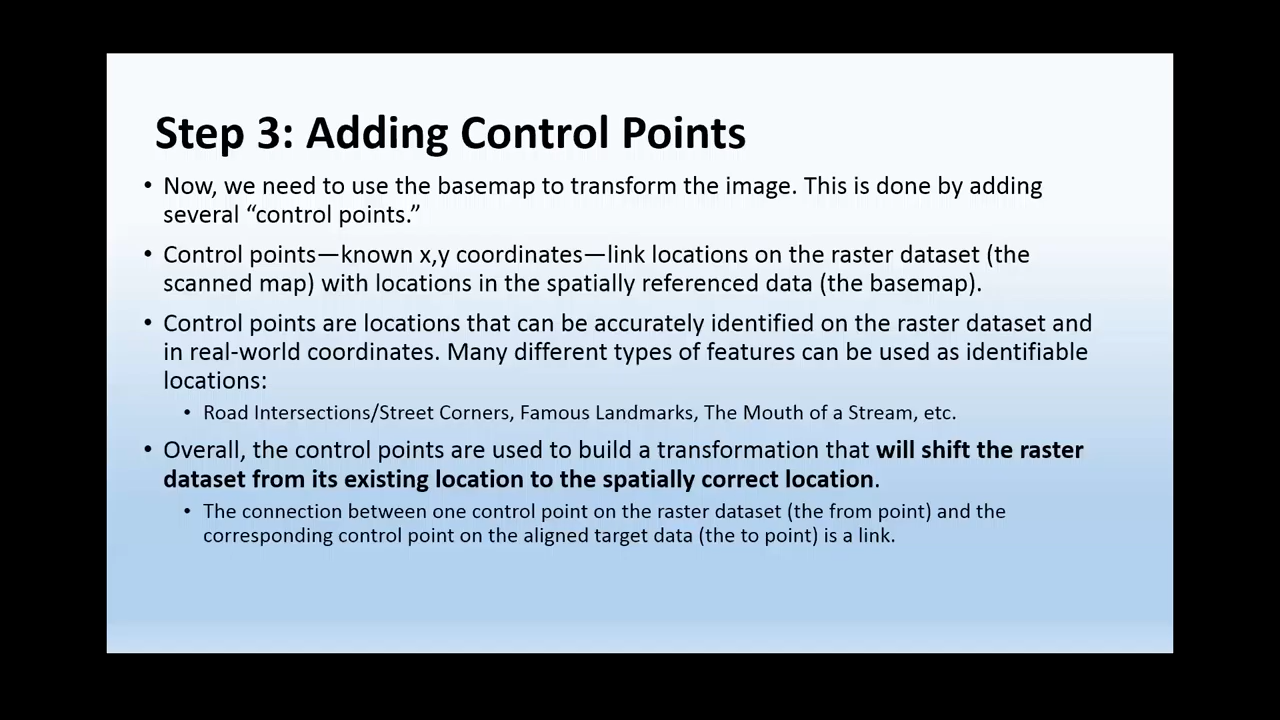 Step 3: Adding Control Points
• Now, we need to use the basemap to transform the image. This is done by adding
several “control points.”
• Control points—known x,y coordinates—link locations on the raster dataset (the
scanned map) with locations in the spatially referenced data (the basemap).
• Control points are locations that can be accurately identified on the raster dataset and
in real-world coordinates. Many different types of features can be used as identifiable
locations:
• Road Intersections/Street Corners, Famous Landmarks, The Mouth of a Stream, etc.
• Overall, the control points are used to build a transformation that will shift the raster
dataset from its existing location to the spatially correct location.
• The connection between one control point on the raster dataset (the from point) and the
corresponding control point on the aligned target data (the to point) is a link.